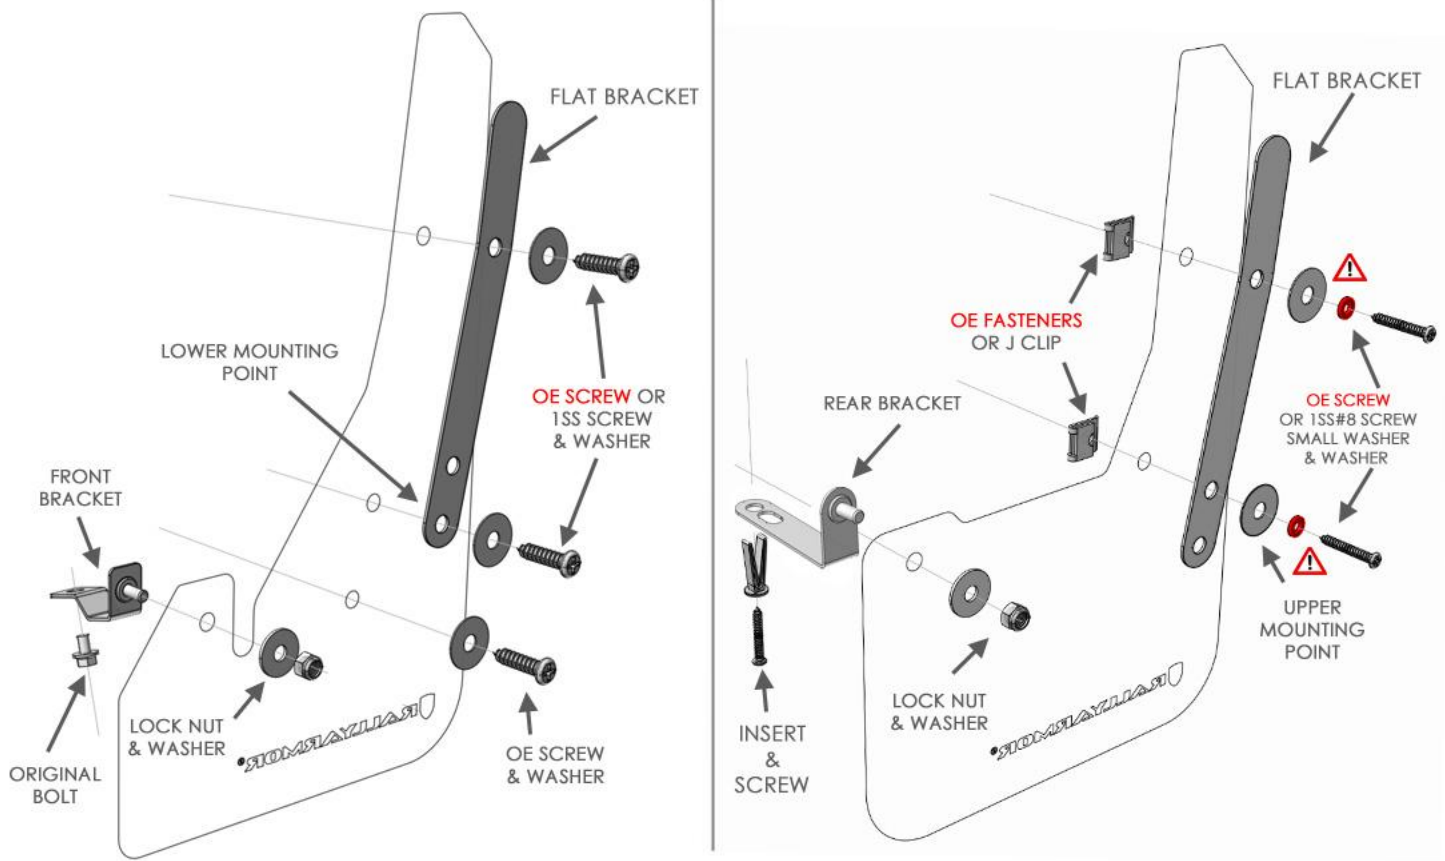 FLAT BRACKET
LOWER MOUNTING
POINT
OE SCREW OR
1SS SCREW
& WASHER
FRONT
BRACKET
LOCK NUT
& WASHER
ORIGINAL
BOLT
OE SCREW
& WASHER
RALLYARMOR
FLAT BRACKET
OE FASTENERS
OR J CLIP
REAR BRACKET
OE SCREW
OR 1SS#8 SCREW
SMALL WASHER
& WASHER
UPPER
MOUNTING
POINT
LOCK NUT
& WASHER
INSERT
&
SCREW
RALLYARMOR